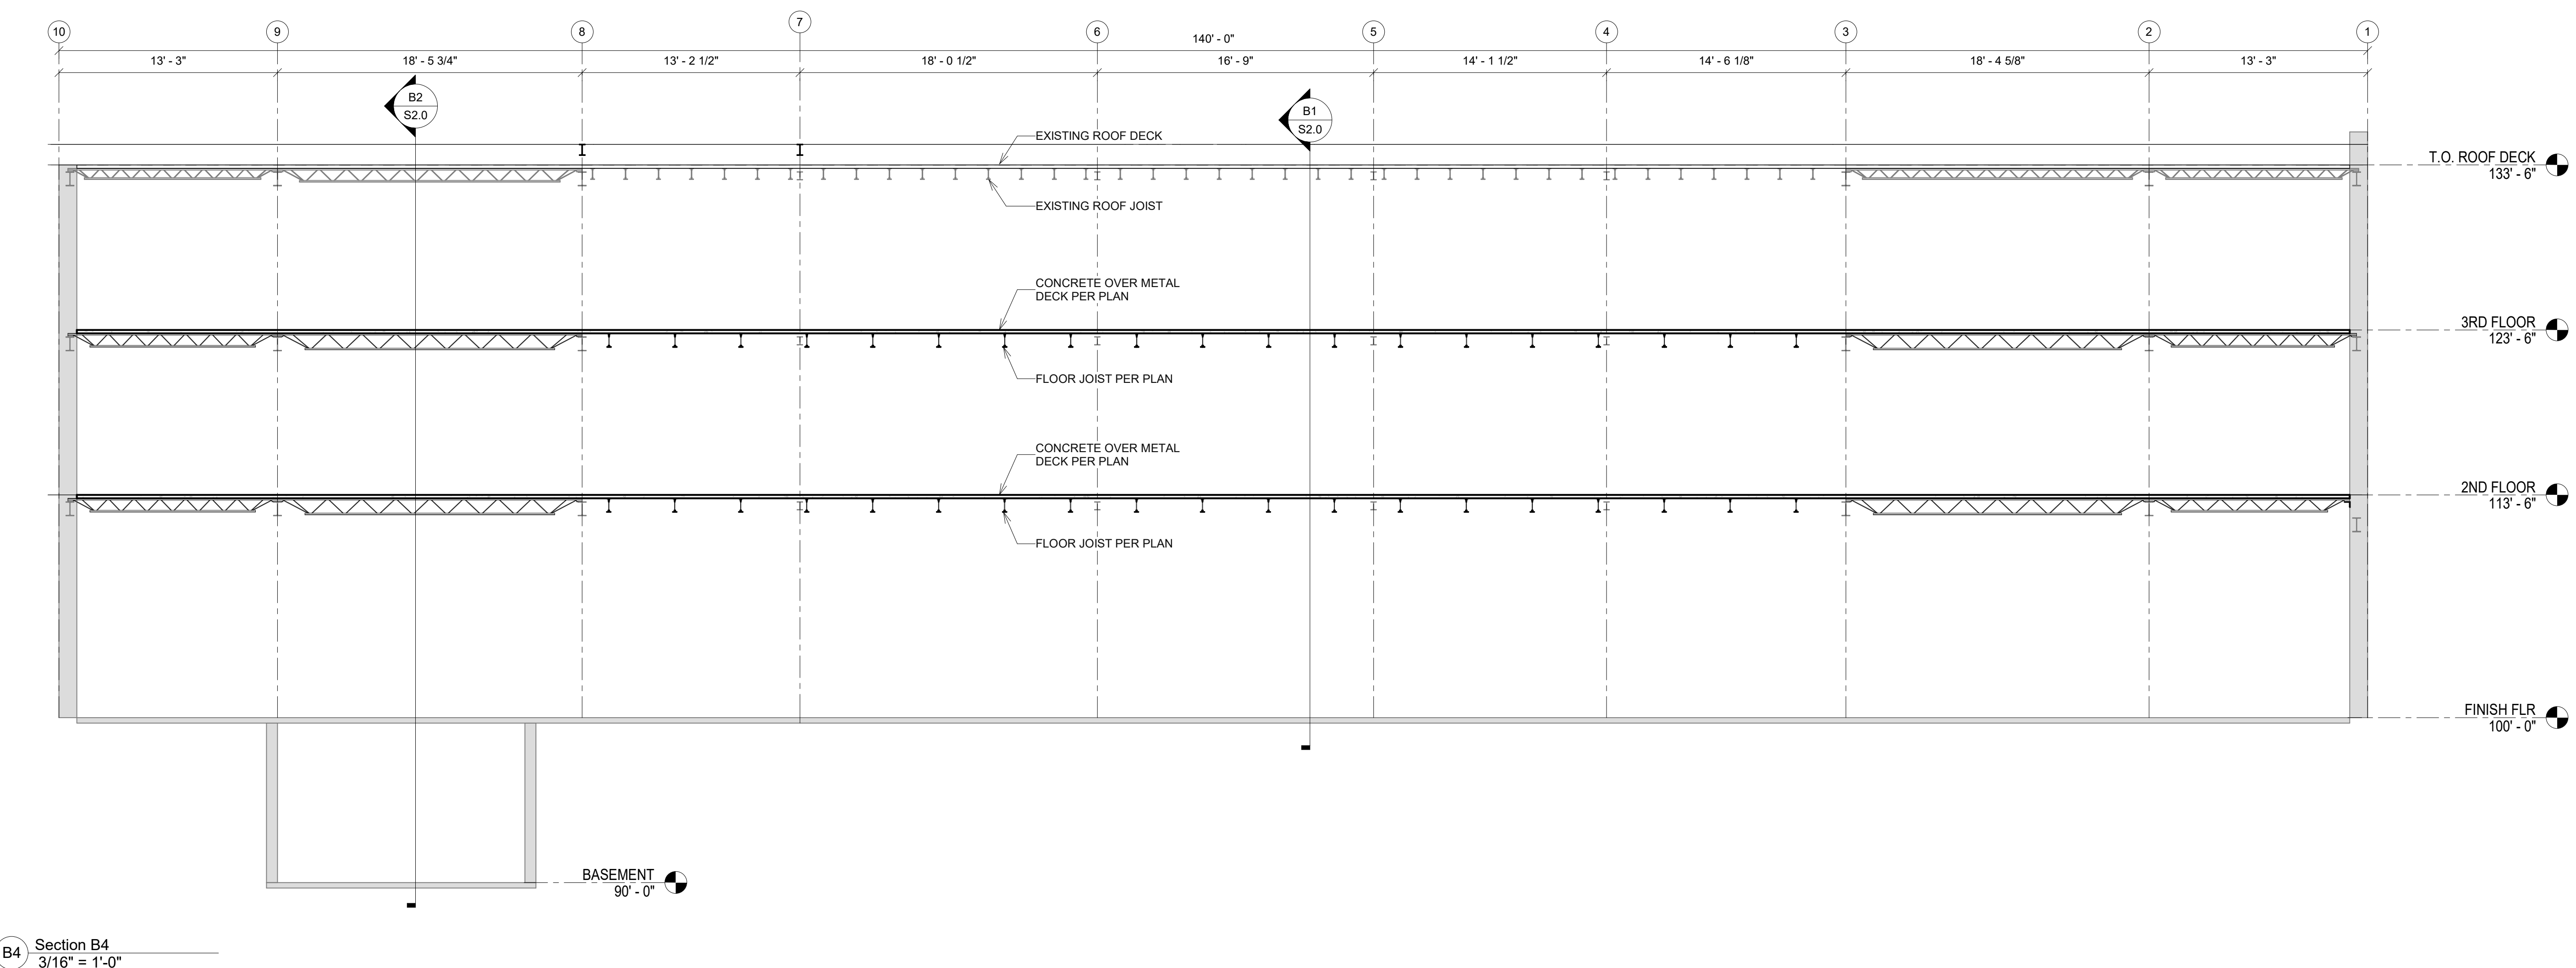 10
9
8
7
6
5
4
3
2
1
140' - 0"
13' - 3"
18' - 5 3/4"
13' - 2 1/2"
18' - 0 1/2"
16' - 9"
14' - 1 1/2"
14' - 6 1/8"
18' - 4 5/8"
13' - 3"
B2
S2.0
B1
S2.0
EXISTING ROOF DECK
T.O. ROOF DECK
133' - 6"
EXISTING ROOF JOIST
CONCRETE OVER METAL
DECK PER PLAN
3RD FLOOR
123' - 6"
FLOOR JOIST PER PLAN
CONCRETE OVER METAL
DECK PER PLAN
2ND FLOOR
113' - 6"
FLOOR JOIST PER PLAN
FINISH FLR
100' - 0"
BASEMENT
90' - 0"
B4
Section B4
3/16" = 1'-0"